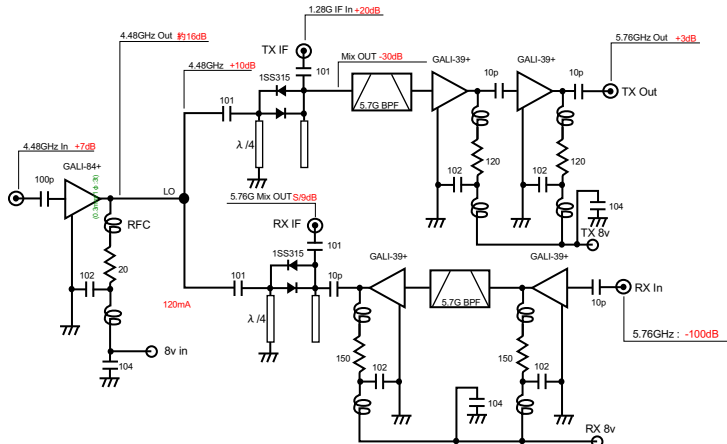 1.28G IF In +20dB
4.48GHz Out 約16dB
TX IF
5.76GHz Out +3dB
4.48GHz +10dB
Mix OUT -30dB
GALI-39+
GALI-39+
101
1SS315
10p
10p
TX Out
101
5.7G BPF
4.48GHz In +7dB
λ/4
GALI-84+
120
120
100p
102
102
LO
5.76G Mix OUT S/9dB
104
RFC
RX IF
TX 8v
101
1SS315
GALI-39+
GALI-39+
20
101
10p
RX In
102
10p
120mA
5.7G BPF
λ/4
5.76GHz : -100dB
150
150
8v in
102
102
104
104
RX 8v